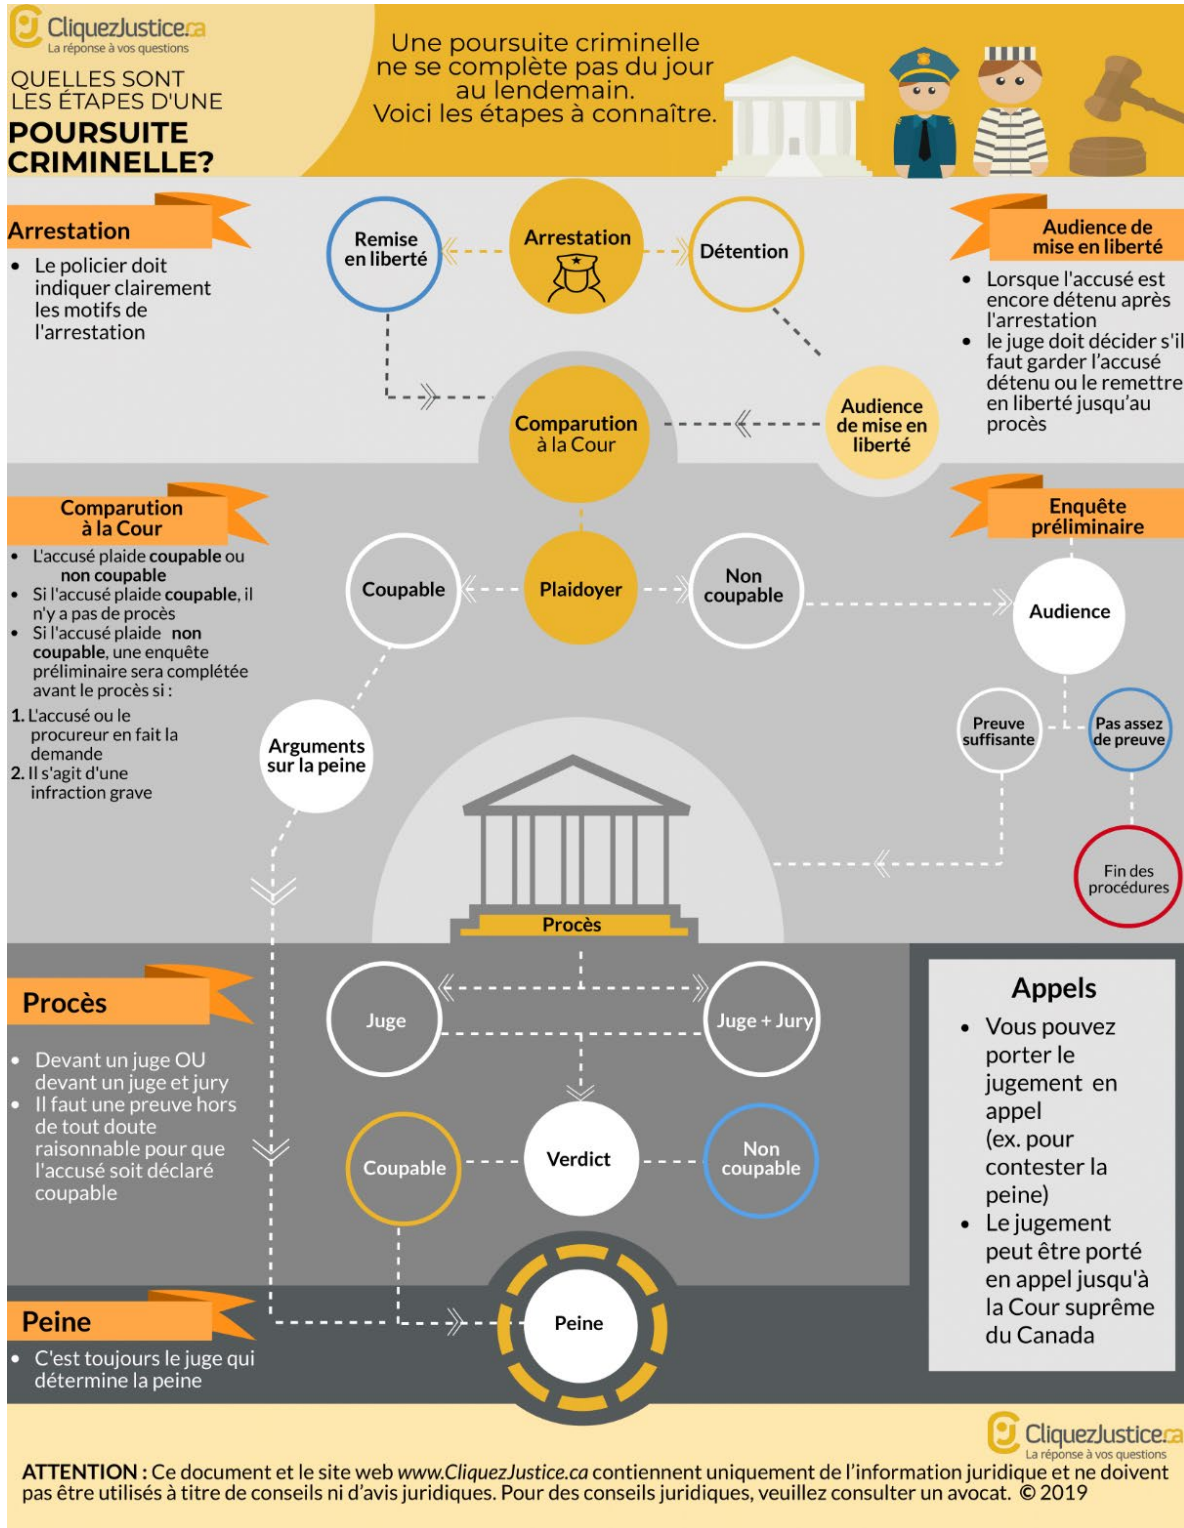 CliquezJustice.ca
La réponse à vos questions
QUELLES SONT
LES ÉTAPES D'UNE
POURSUITE
CRIMINELLE?
Une poursuite criminelle
ne se complète pas du jour
au lendemain.
Voici les étapes à connaître.
Arrestation
• Le policier doit
indiquer clairement
les motifs de
l'arrestation
Remise
en liberté
Arrestation
Détention
Audience de
mise en liberté
• Lorsque l'accusé est
encore détenu après
l'arrestation
• le juge doit décider s'il
faut garder l'accusé
détenu ou le remettre
en liberté jusqu'au
procès
Comparution
à la Cour
Audience
de mise en
liberté
Comparution
à la Cour
• L'accusé plaide coupable ou
non coupable
• Si l'accusé plaide coupable, il
n'y a pas de procès
• Si l'accusé plaide non
coupable, une enquête
préliminaire sera complétée
avant le procès si :
1. L'accusé ou le
procureur en fait la
demande
2. Il s'agit d'une
infraction grave
Coupable
Plaidoyer
Non
coupable
Enquête
préliminaire
Audience
Preuve
suffisante
Pas assez
de preuve
Fin des
procédures
Arguments
sur la peine
Procès
Procès
• Devant un juge OU
devant un juge et jury
• Il faut une preuve hors
de tout doute
raisonnable pour que
l'accusé soit déclaré
coupable
Juge
Juge + Jury
Coupable
Verdict
Non
coupable
Appels
• Vous pouvez
porter le
jugement en
appel
(ex. pour
contester la
peine)
• Le jugement
peut être porté
en appel jusqu'à
la Cour suprême
du Canada
Peine
• C'est toujours le juge qui
détermine la peine
Peine
CliquezJustice.ca
La réponse à vos questions
ATTENTION : Ce document et le site web www.CliquezJustice.ca contiennent uniquement de l'information juridique et ne doivent
pas être utilisés à titre de conseils ni d'avis juridiques. Pour des conseils juridiques, veuillez consulter un avocat. © 2019